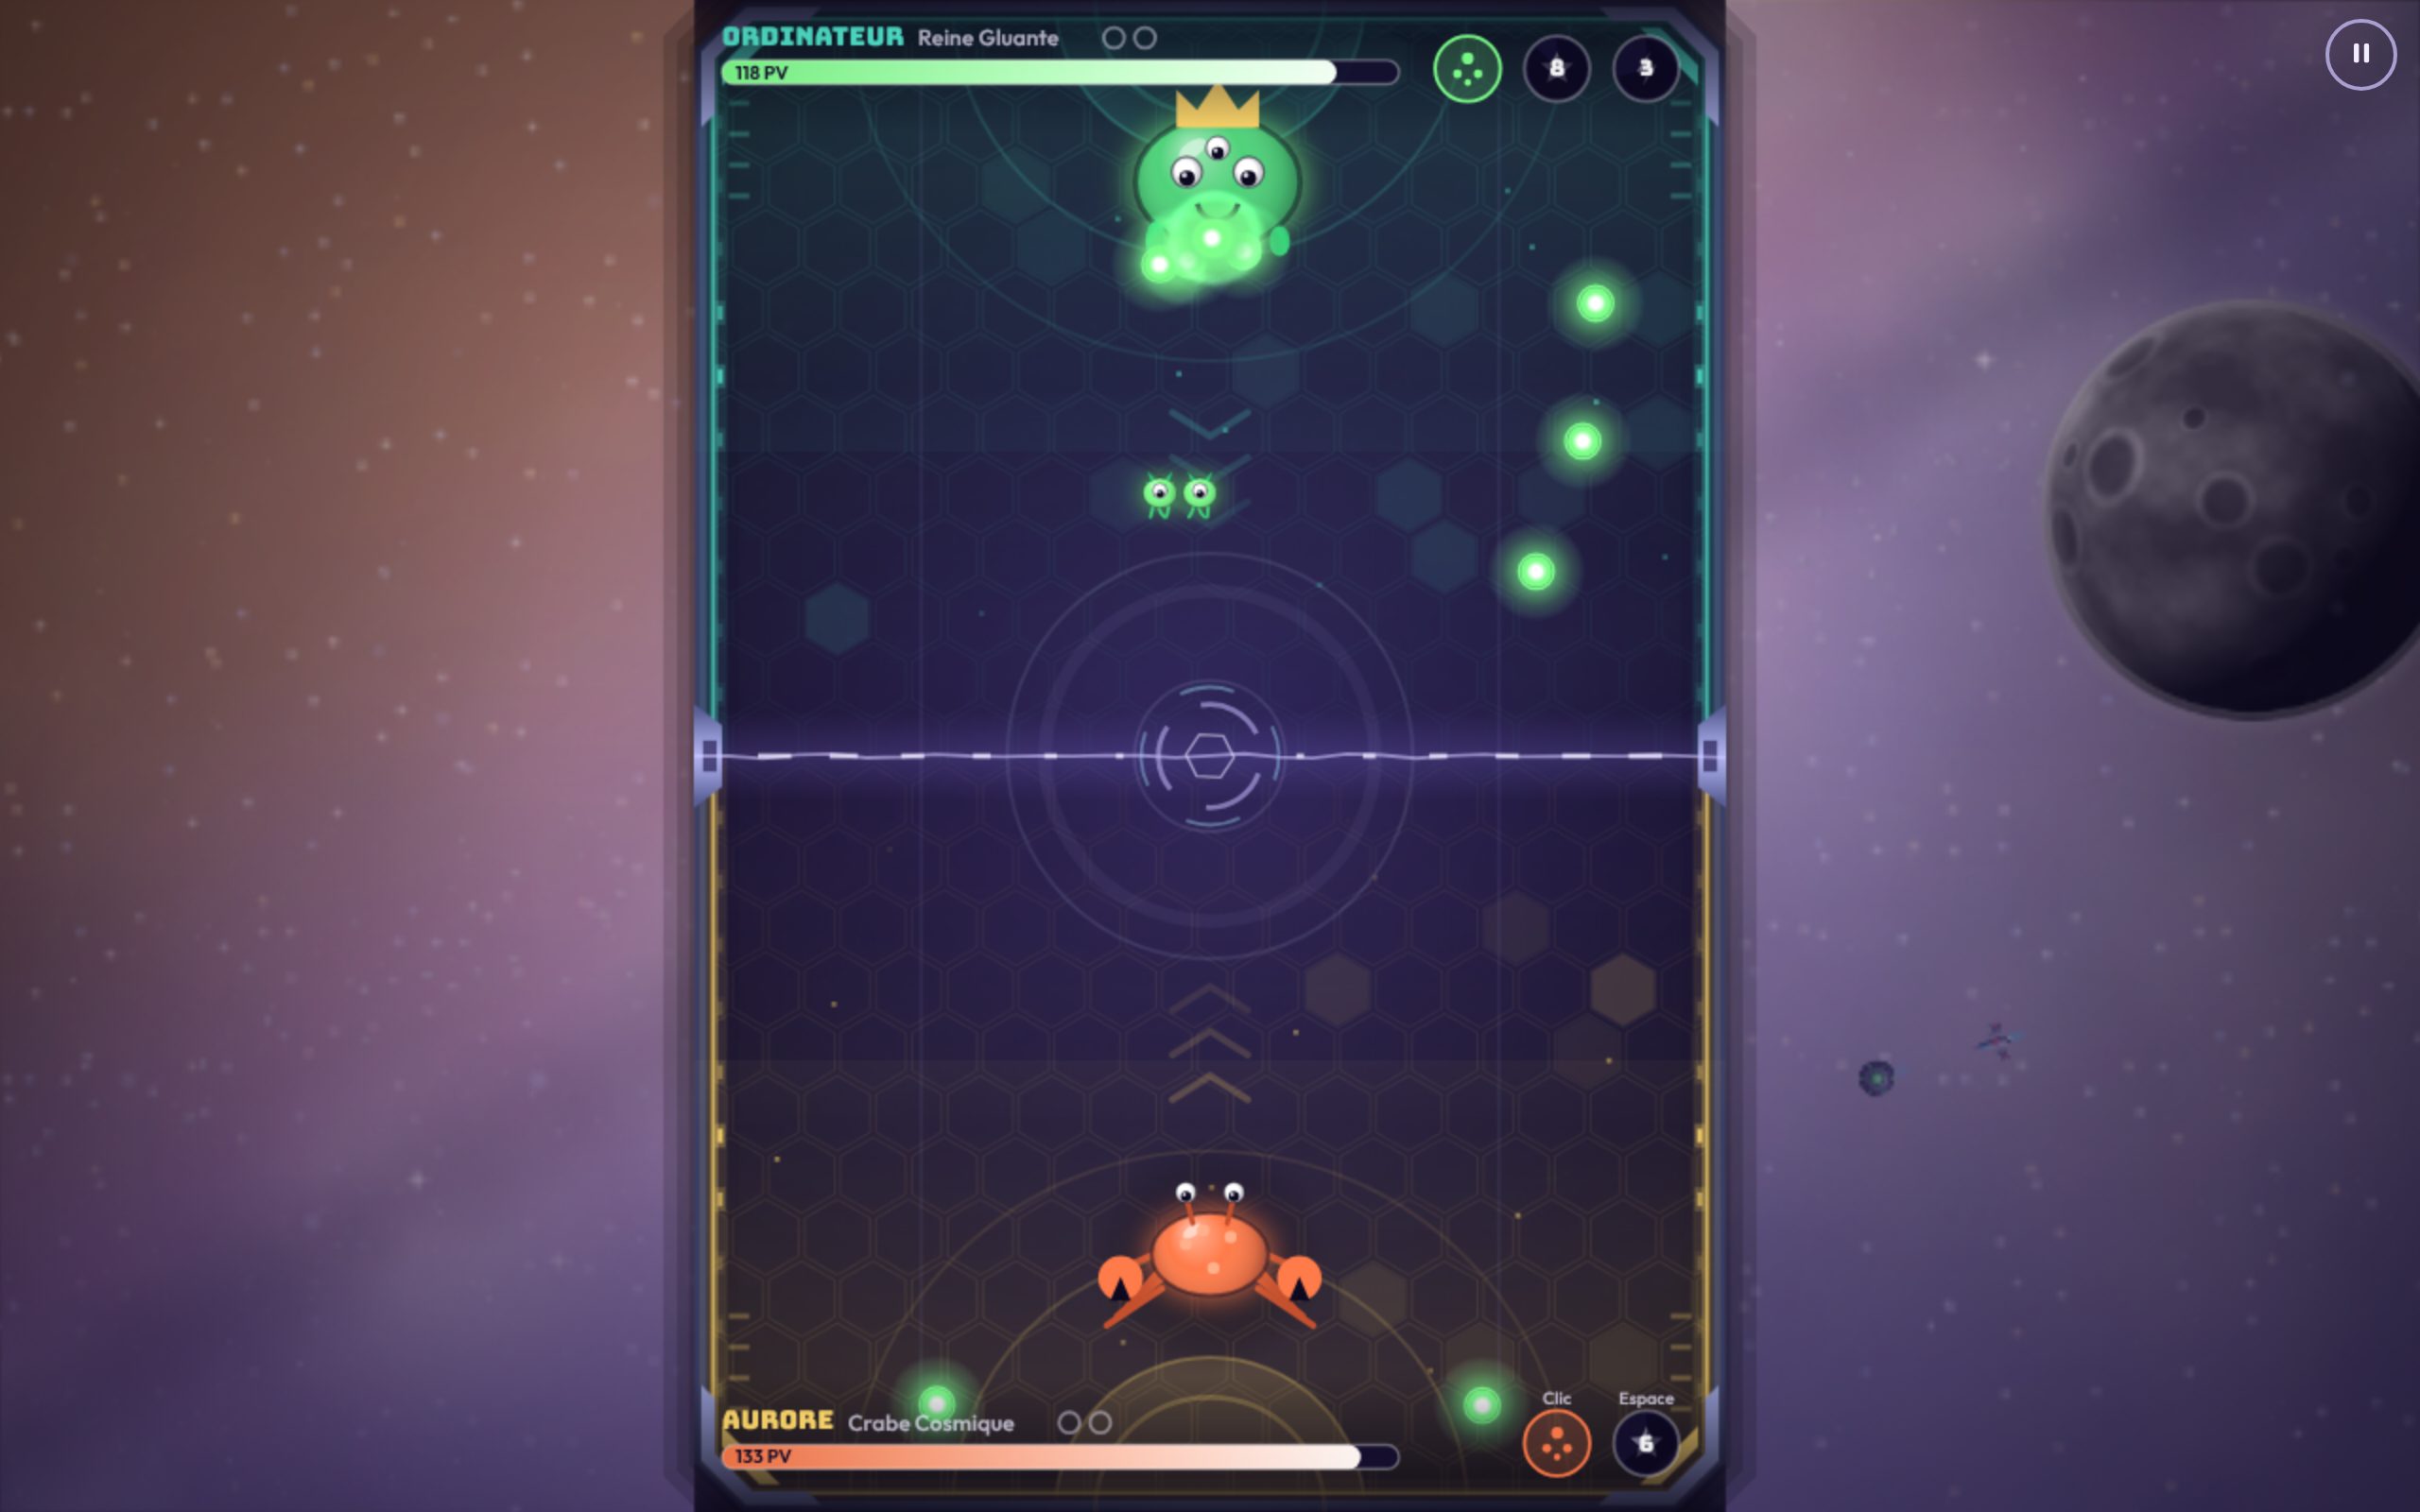 ORDINATEUR Reine Gluante
118 PV
8
3
Clic
Espace
AURORE Crabe Cosmique
6
133 PV